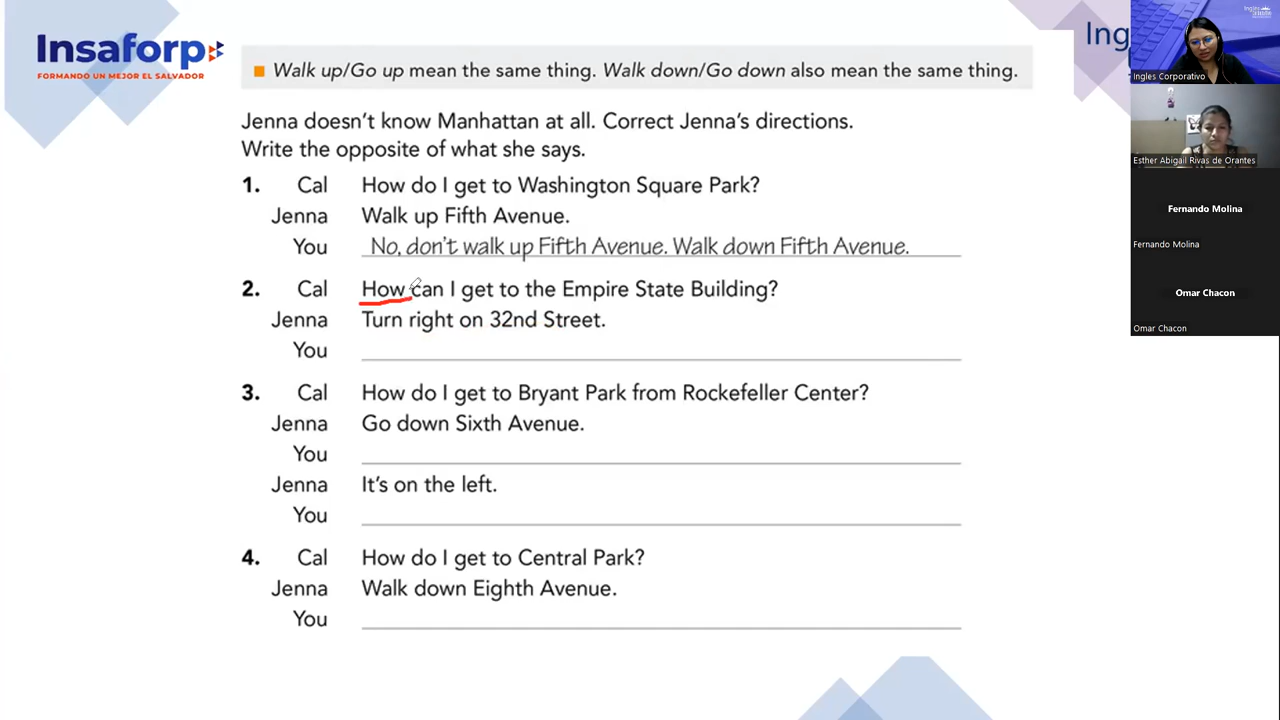 Insaforp
FORMANDO UN MEJOR EL SALVADOR
Walk up/Go up mean the same thing. Walk down/Go down also mean the same thing.
Jenna doesn't know Manhattan at all. Correct Jenna's directions.
Write the opposite of what she says.
1. Cal How do I get to Washington Square Park?
Jenna Walk up Fifth Avenue.
You No, don't walk up Fifth Avenue. Walk down Fifth Avenue.
2. Cal How can I get to the Empire State Building?
Jenna Turn right on 32nd Street.
You
3. Cal How do I get to Bryant Park from Rockefeller Center?
Jenna Go down Sixth Avenue.
You
Jenna It's on the left.
You
4. Cal How do I get to Central Park?
Jenna Walk down Eighth Avenue.
You
Ing
Ingles Corporativo
Esther Abigail Rivas de Orantes
Fernando Molina
Fernando Molina
Omar Chacon
Omar Chacon